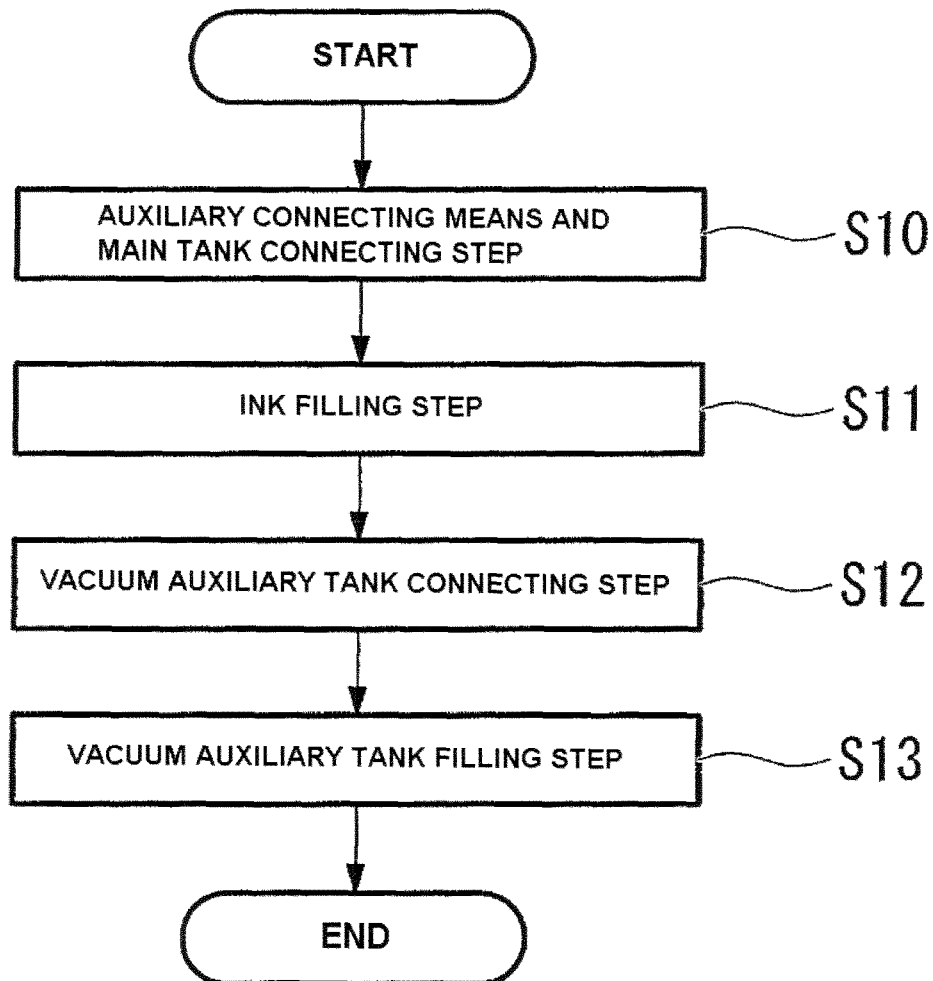 START
AUXILIARY CONNECTING MEANS AND
MAIN TANK CONNECTING STEP
S10
INK FILLING STEP
S11
VACUUM AUXILIARY TANK CONNECTING STEP
S12
VACUUM AUXILIARY TANK FILLING STEP
S13
END